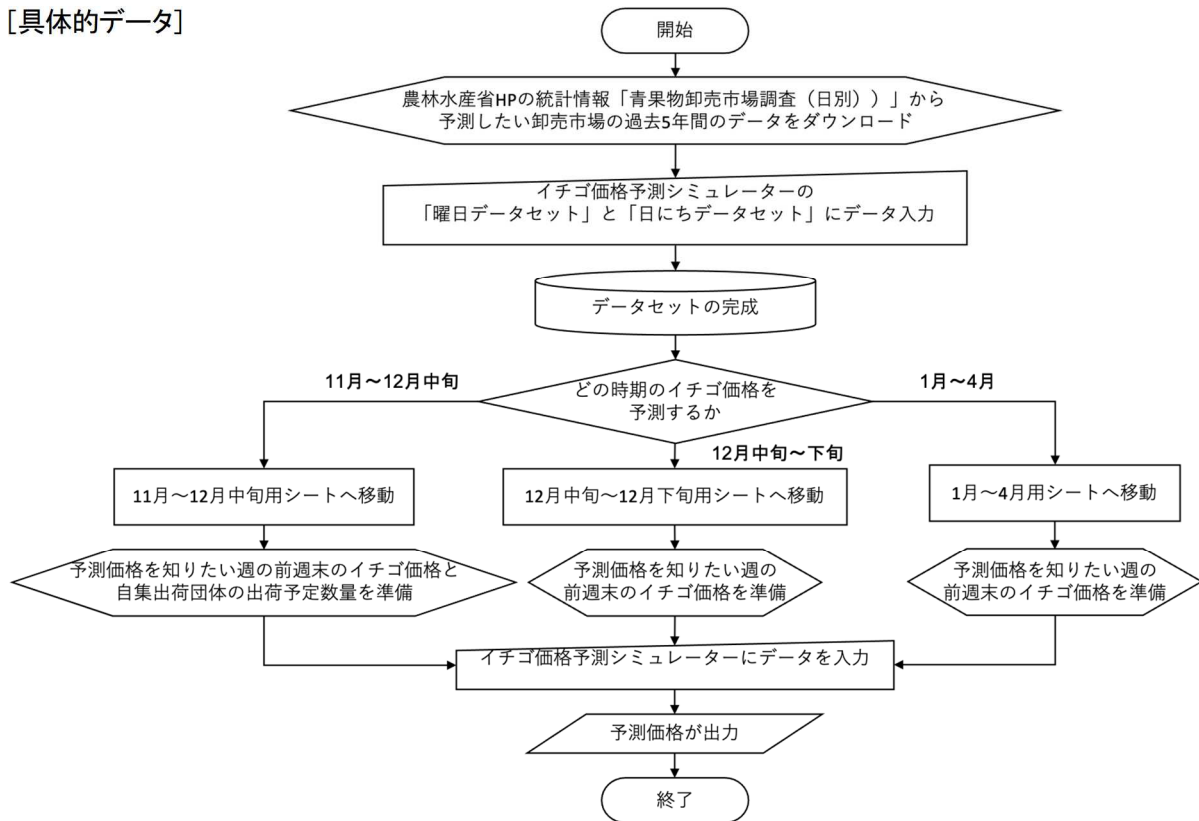 [具体的データ]
開始
農林水産省HPの統計情報「青果物卸売市場調査（日別））」から
予測したい卸売市場の過去5年間のデータをダウンロード
イチゴ価格予測シミュレーターの
「曜日データセット」と「日にちデータセット」にデータ入力
データセットの完成
どの時期のイチゴ価格を
予測するか
11月～12月中旬
12月中旬～下旬
1月～4月
11月～12月中旬用シートへ移動
12月中旬～12月下旬用シートへ移動
1月～4月用シートへ移動
予測価格を知りたい週の前週末のイチゴ価格と
自集出荷団体の出荷予定数量を準備
予測価格を知りたい週の
前週末のイチゴ価格を準備
予測価格を知りたい週の
前週末のイチゴ価格を準備
イチゴ価格予測シミュレーターにデータを入力
予測価格が出力
終了